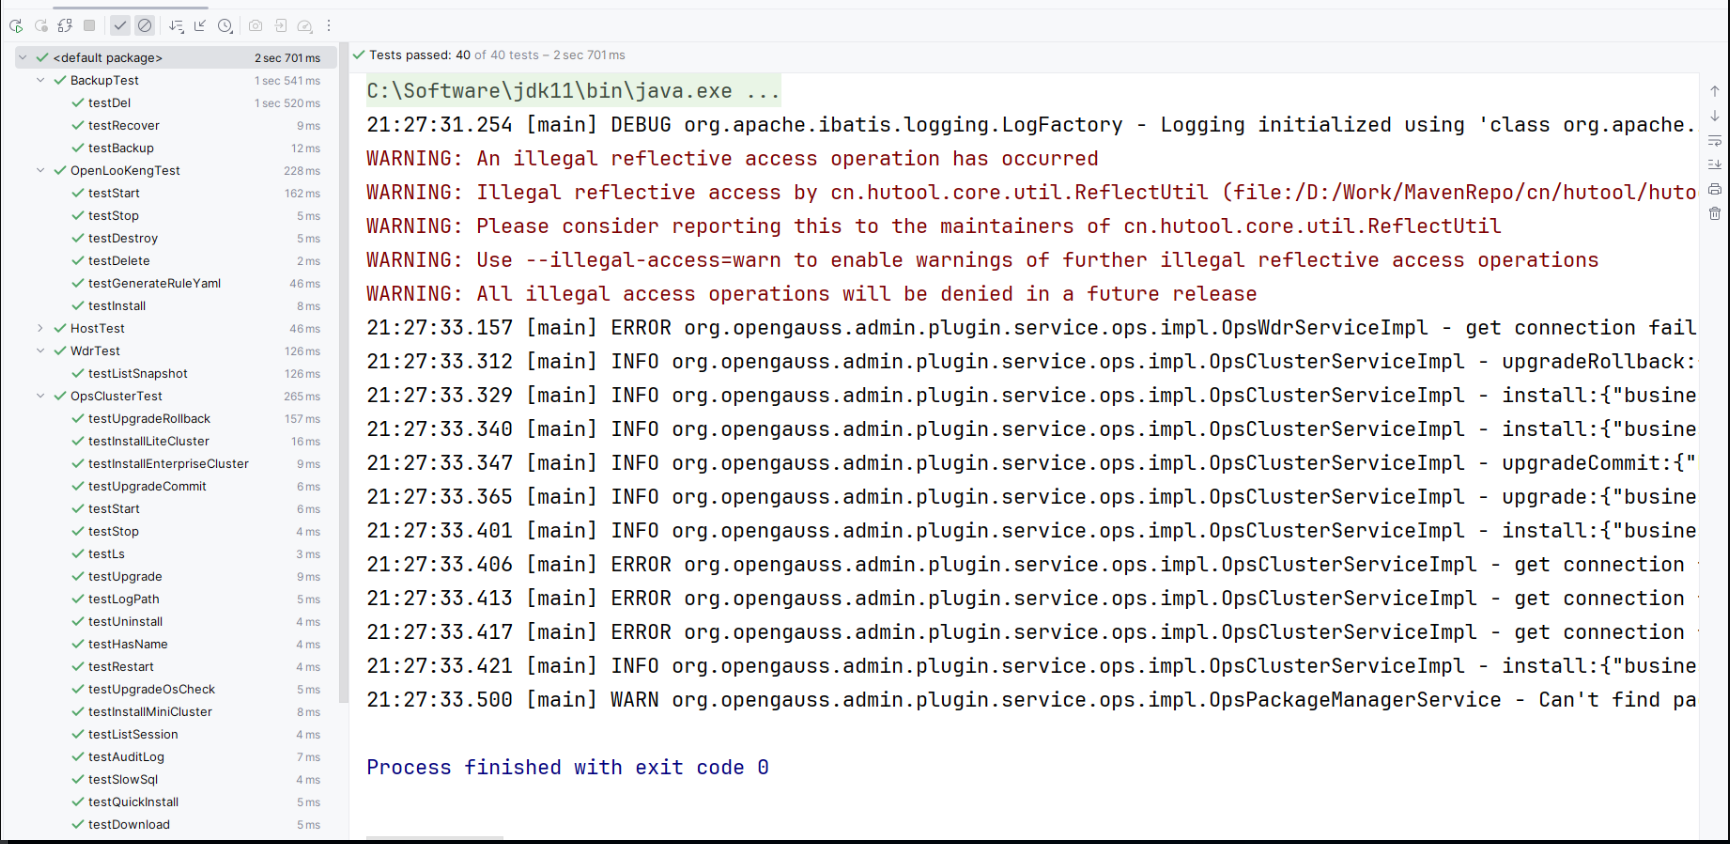 <default package> 2 sec 701 ms
BackupTest 1 sec 541 ms
testDel 1 sec 520 ms
testRecover 9 ms
testBackup 12 ms
OpenLooKengTest 228 ms
testStart 162 ms
testStop 5 ms
testDestroy 5 ms
testDelete 2 ms
testGenerateRuleYaml 46 ms
testInstall 8 ms
HostTest 46 ms
WdrTest 126 ms
testListSnapshot 126 ms
OpsClusterTest 265 ms
testUpgradeRollback 157 ms
testInstallLiteCluster 16 ms
testInstallEnterpriseCluster 9 ms
testUpgradeCommit 6 ms
testStart 6 ms
testStop 4 ms
testLs 3 ms
testUpgrade 9 ms
testLogPath 5 ms
testUninstall 4 ms
testHasName 4 ms
testRestart 4 ms
testUpgradeOsCheck 5 ms
testInstallMiniCluster 8 ms
testListSession 4 ms
testAuditLog 7 ms
testSlowSql 4 ms
testQuickInstall 5 ms
testDownload 5 ms
Tests passed: 40 of 40 tests – 2 sec 701 ms
C:\Software\jdk11\bin\java.exe ...
21:27:31.254 [main] DEBUG org.apache.ibatis.logging.LogFactory - Logging initialized using 'class org.apache.
WARNING: An illegal reflective access operation has occurred
WARNING: Illegal reflective access by cn.hutool.core.util.ReflectUtil (file:/D:/Work/MavenRepo/cn/hutool/huto
WARNING: Please consider reporting this to the maintainers of cn.hutool.core.util.ReflectUtil
WARNING: Use --illegal-access=warn to enable warnings of further illegal reflective access operations
WARNING: All illegal access operations will be denied in a future release
21:27:33.157 [main] ERROR org.opengauss.admin.plugin.service.ops.impl.OpsWdrServiceImpl - get connection fail
21:27:33.312 [main] INFO org.opengauss.admin.plugin.service.ops.impl.OpsClusterServiceImpl - upgradeRollback:
21:27:33.329 [main] INFO org.opengauss.admin.plugin.service.ops.impl.OpsClusterServiceImpl - install:{"busine
21:27:33.340 [main] INFO org.opengauss.admin.plugin.service.ops.impl.OpsClusterServiceImpl - install:{"busine
21:27:33.347 [main] INFO org.opengauss.admin.plugin.service.ops.impl.OpsClusterServiceImpl - upgradeCommit:{"
21:27:33.365 [main] INFO org.opengauss.admin.plugin.service.ops.impl.OpsClusterServiceImpl - upgrade:{"busine
21:27:33.401 [main] INFO org.opengauss.admin.plugin.service.ops.impl.OpsClusterServiceImpl - install:{"busine
21:27:33.406 [main] ERROR org.opengauss.admin.plugin.service.ops.impl.OpsClusterServiceImpl - get connection
21:27:33.413 [main] ERROR org.opengauss.admin.plugin.service.ops.impl.OpsClusterServiceImpl - get connection
21:27:33.417 [main] ERROR org.opengauss.admin.plugin.service.ops.impl.OpsClusterServiceImpl - get connection
21:27:33.421 [main] INFO org.opengauss.admin.plugin.service.ops.impl.OpsClusterServiceImpl - install:{"busine
21:27:33.500 [main] WARN org.opengauss.admin.plugin.service.ops.impl.OpsPackageManagerService - Can't find pa
Process finished with exit code 0